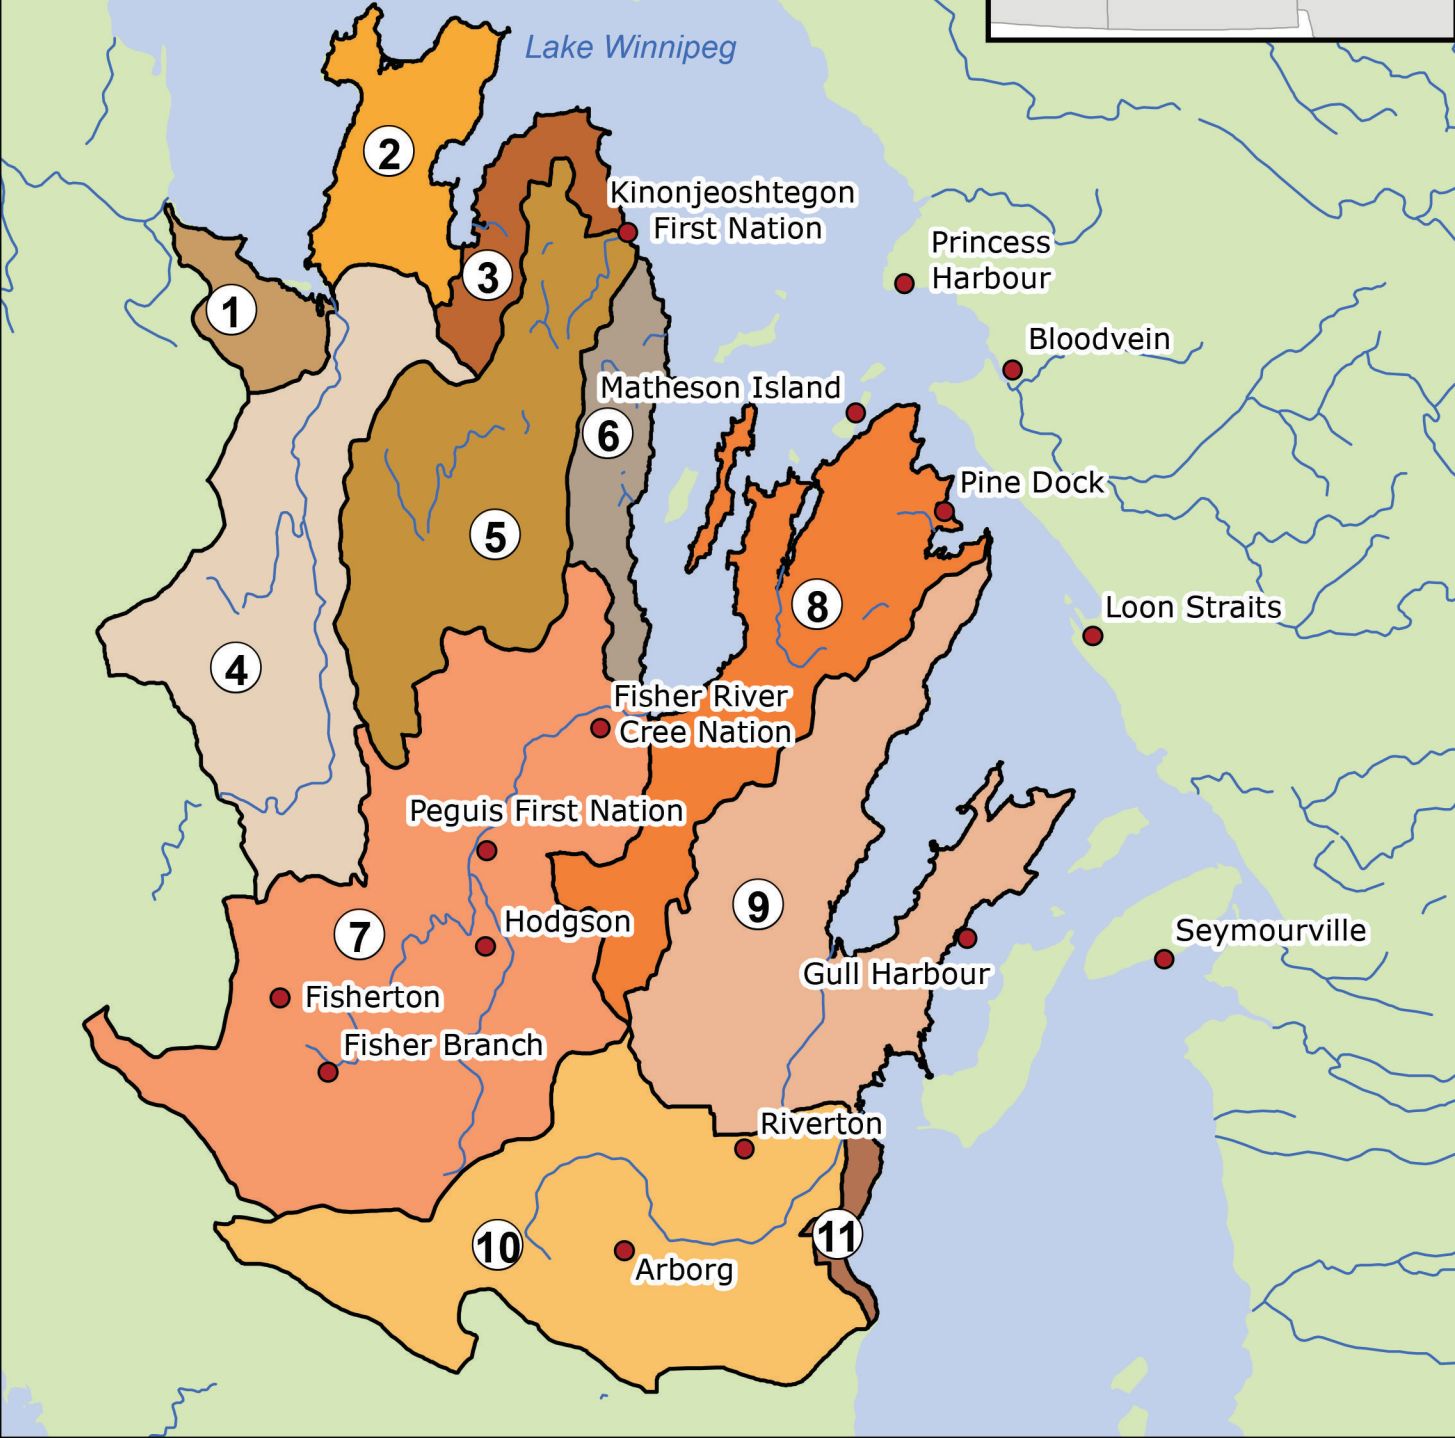 Lake Winnipeg
2
Kinonjeoshtegon
First Nation
Princess
Harbour
3
1
Bloodvein
Matheson Island
6
Pine Dock
5
8
Loon Straits
4
Fisher River
Cree Nation
Peguis First Nation
9
Hodgson
7
Seymourville
Gull Harbour
Fisherton
Fisher Branch
Riverton
11
10
Arborg